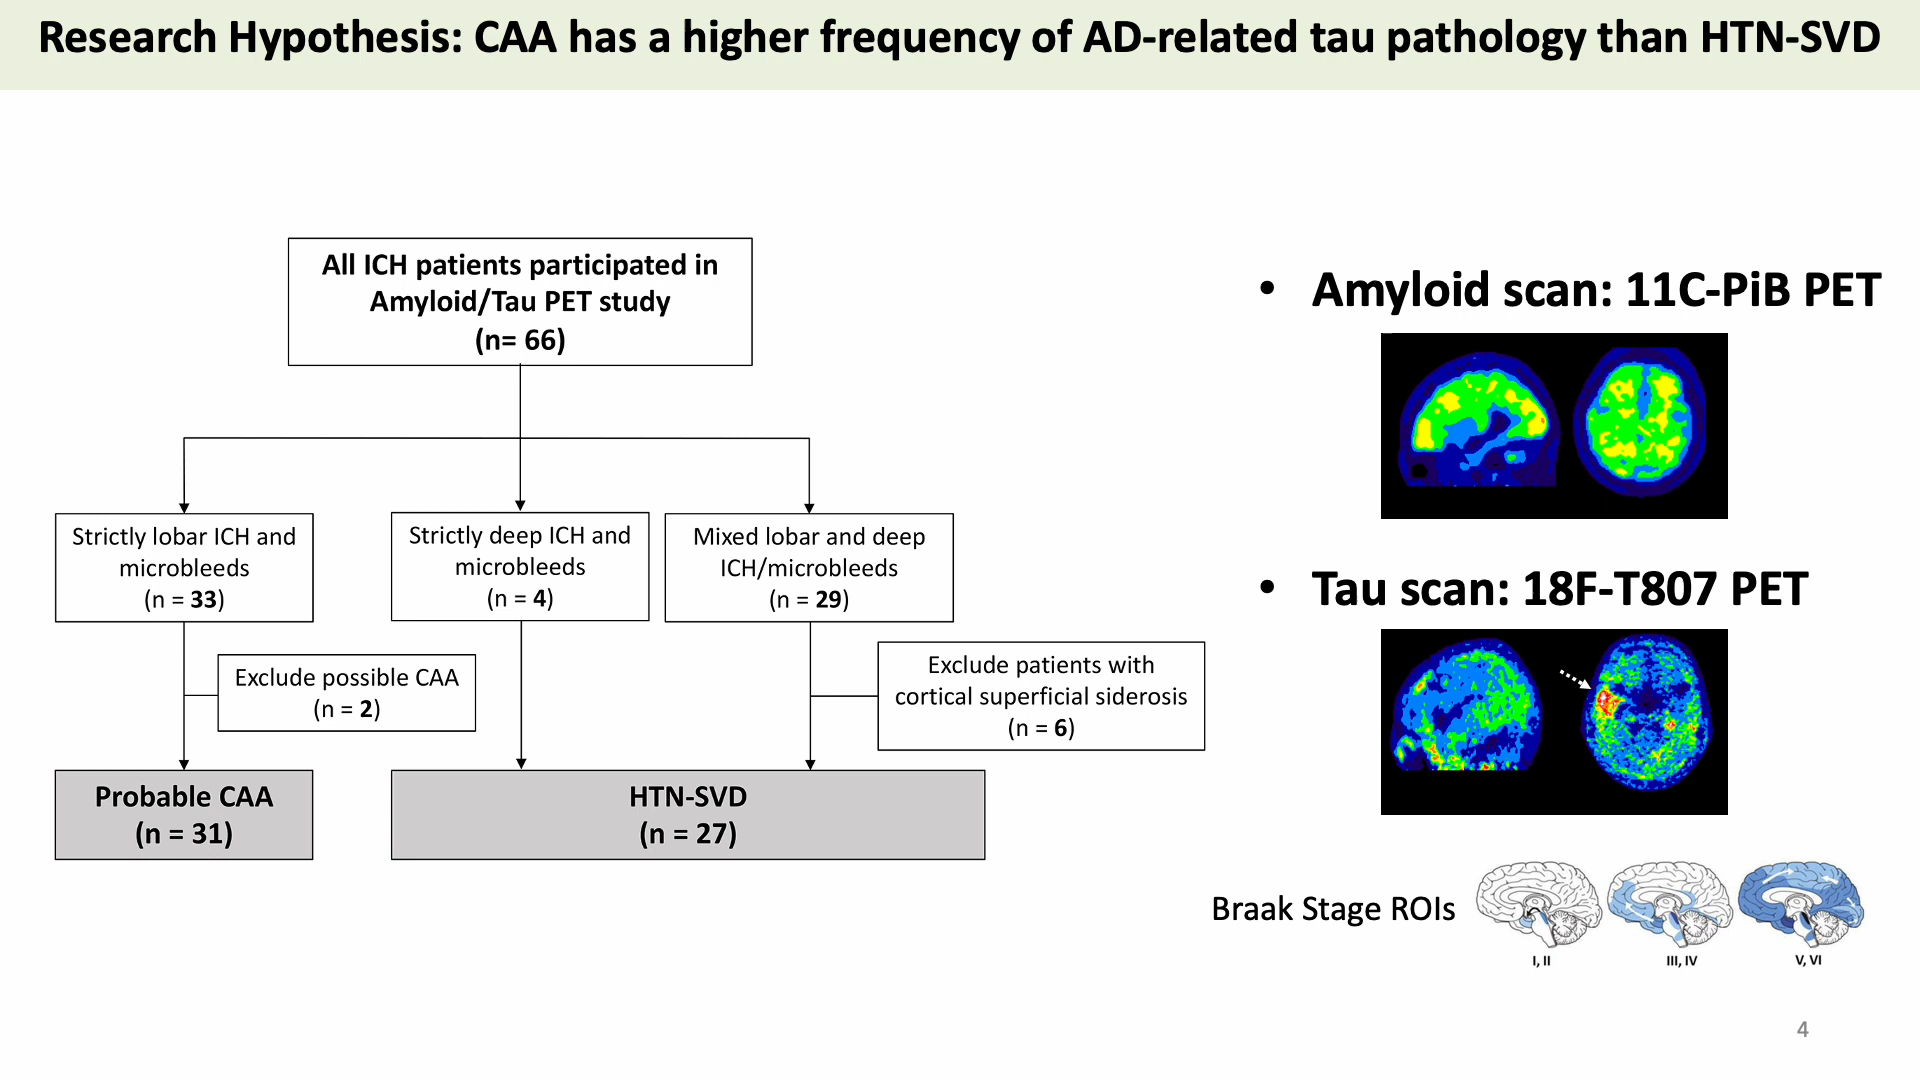 Research Hypothesis: CAA has a higher frequency of AD-related tau pathology than HTN-SVD
All ICH patients participated in
Amyloid/Tau PET study
(n= 66)
Strictly lobar ICH and
microbleeds
(n = 33)
Strictly deep ICH and
microbleeds
(n = 4)
Mixed lobar and deep
ICH/microbleeds
(n = 29)
Exclude possible CAA
(n = 2)
Exclude patients with
cortical superficial siderosis
(n = 6)
Probable CAA
(n = 31)
HTN-SVD
(n = 27)
• Amyloid scan: 11C-PiB PET
• Tau scan: 18F-T807 PET
Braak Stage ROIs
I, II
III, IV
V, VI
4